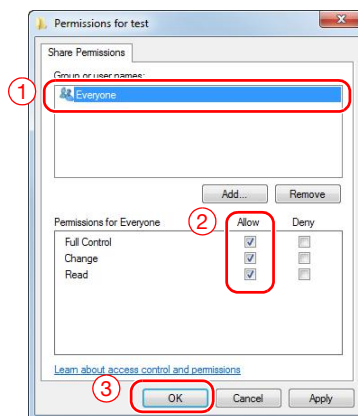 Permissions for test
Share Permissions
Group or user names:
1 Everyone
Add... Remove
Permissions for Everyone 2 Allow Deny
Full Control
Change
Read
Learn about access control and permissions
3 OK Cancel Apply